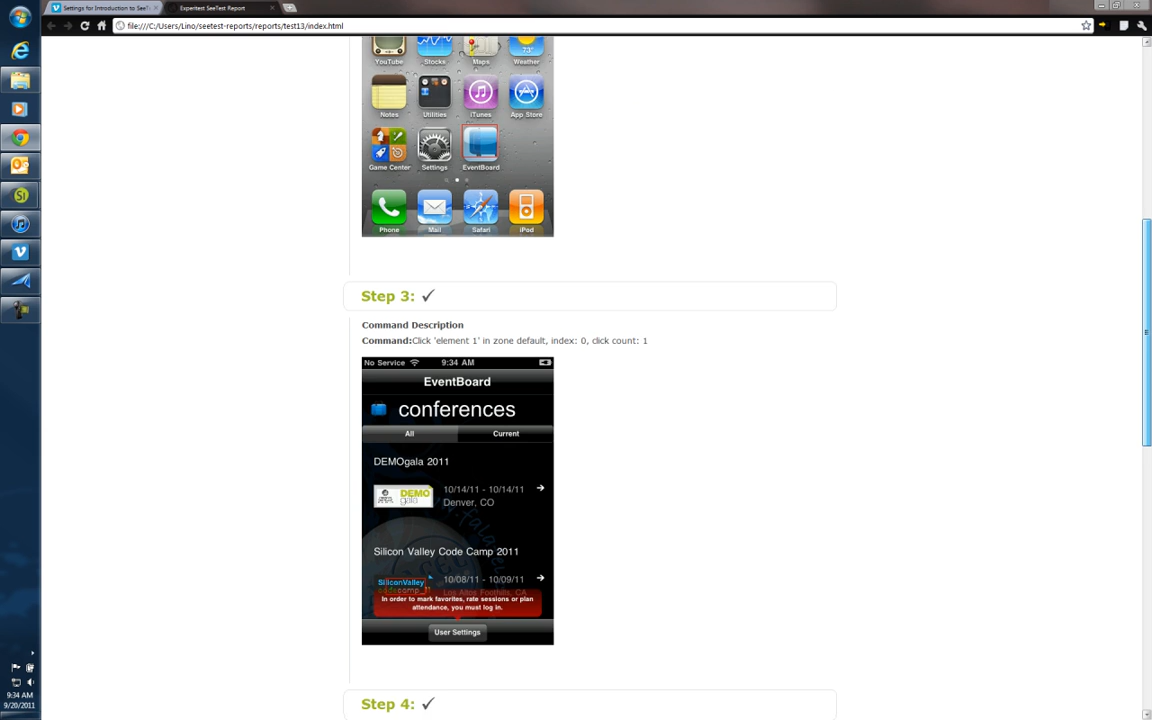 Settings for Introduction to SeeT
Experitest SeeTest Report
file:///C:/Users/Lino/seetest-reports/reports/test13/index.html
YouTube Stocks Maps Weather
73°
Notes Utilities iTunes App Store
Game Center Settings EventBoard
Phone Mail Safari iPod
Step 3:
Command Description
Command:Click 'element 1' in zone default, index: 0, click count: 1
No Service 9:34 AM
EventBoard
conferences
All Current
DEMOgala 2011
DEMO
gala
10/14/11 - 10/14/11
Denver, CO
Silicon Valley Code Camp 2011
SiliconValley
codecamp
10/08/11 - 10/09/11
Los Altos Foothills, CA
In order to mark favorites, rate sessions or plan
attendance, you must log in.
User Settings
Step 4:
9:34 AM
9/20/2011